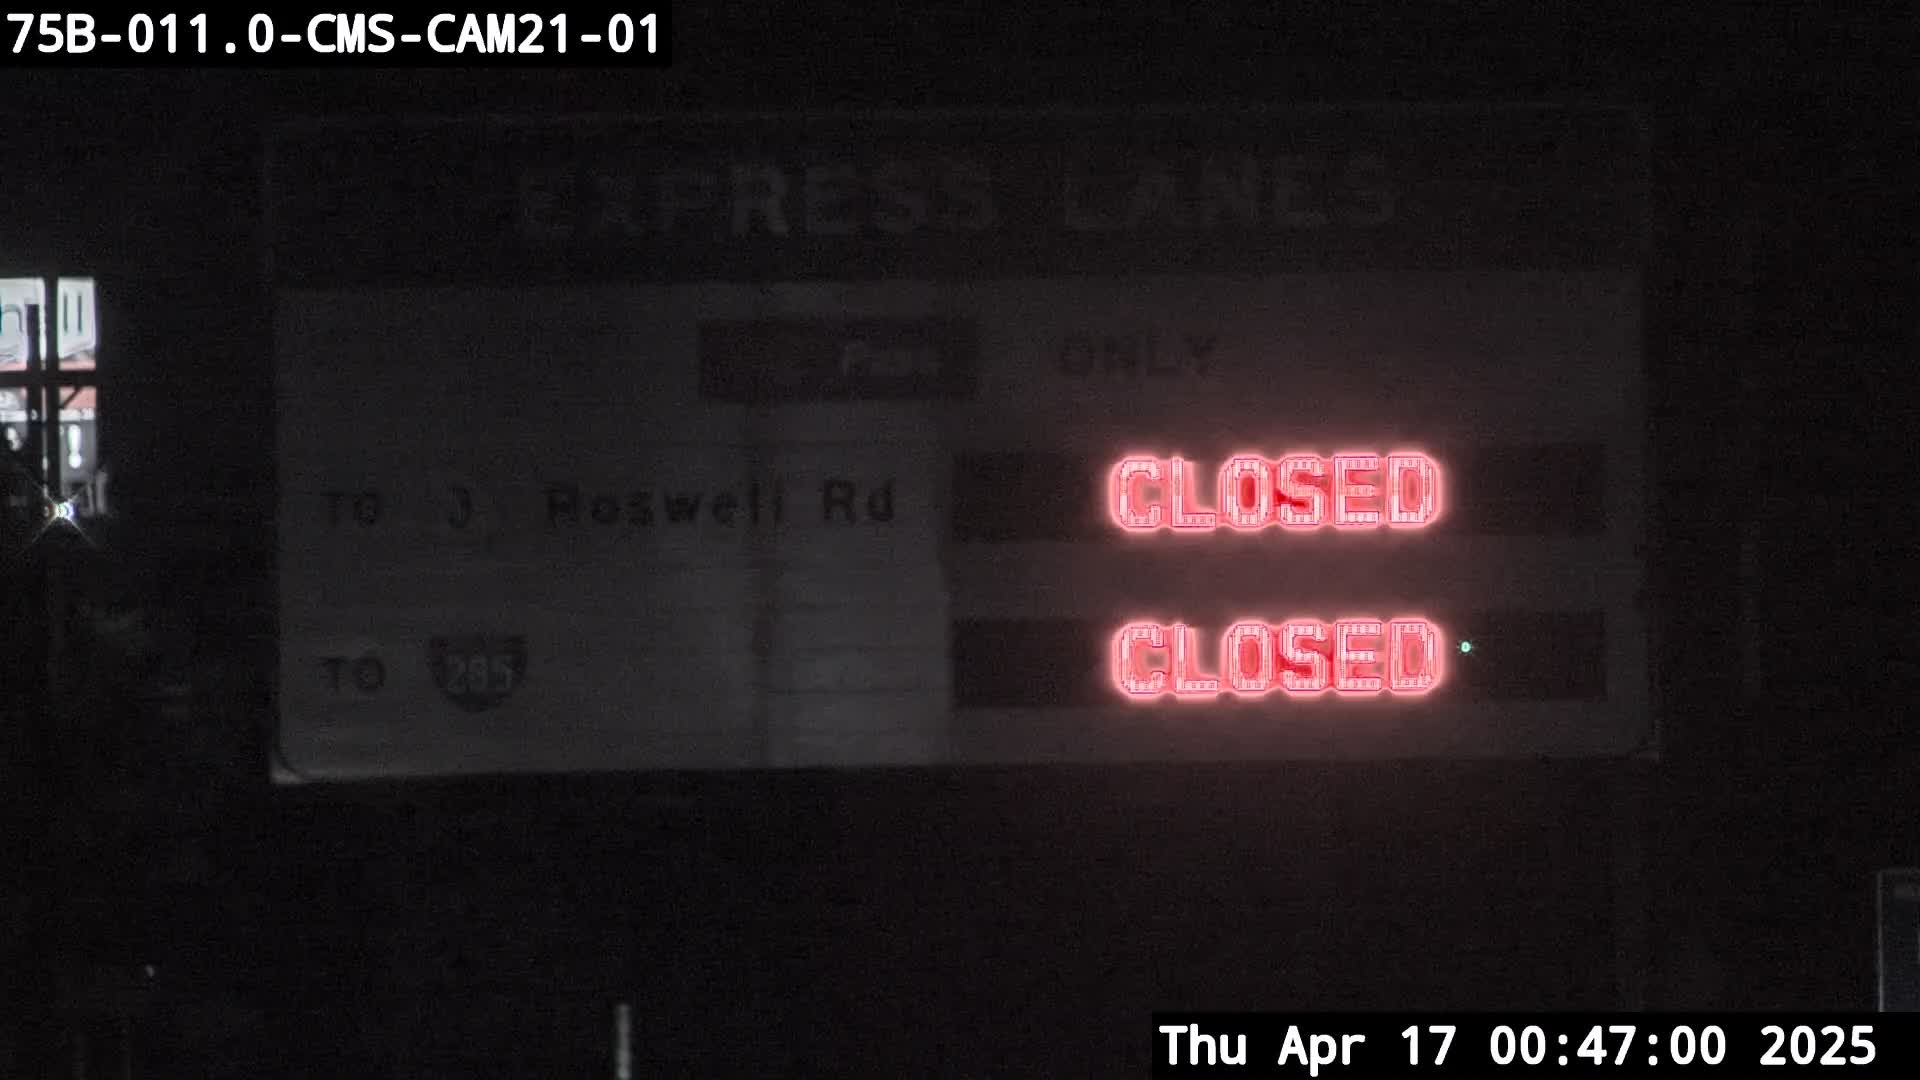 75B-011.0-CMS-CAM21-01
EXPRESS LANES
ONLY
TO 3 Roswell Rd CLOSED
TO 285 CLOSED
Thu Apr 17 00:47:00 2025